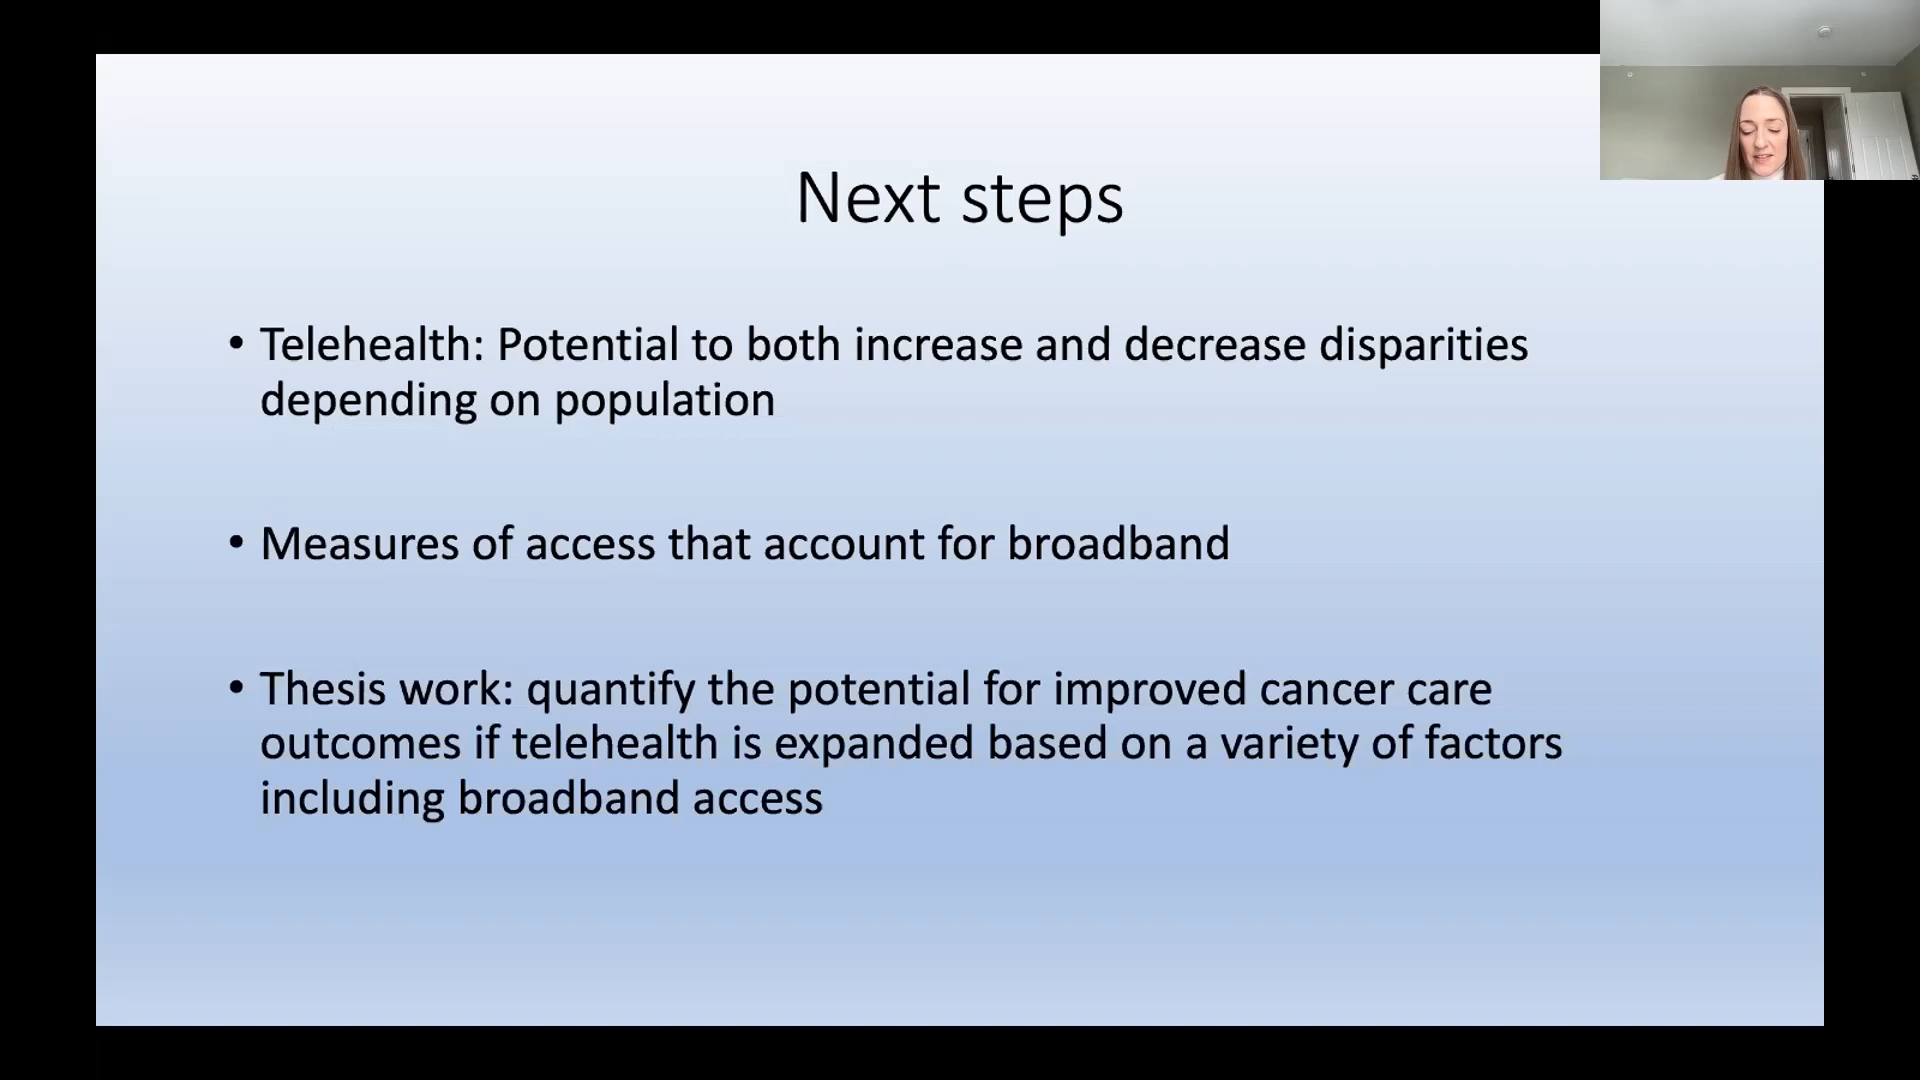 Next steps
• Telehealth: Potential to both increase and decrease disparities
depending on population
• Measures of access that account for broadband
• Thesis work: quantify the potential for improved cancer care
outcomes if telehealth is expanded based on a variety of factors
including broadband access